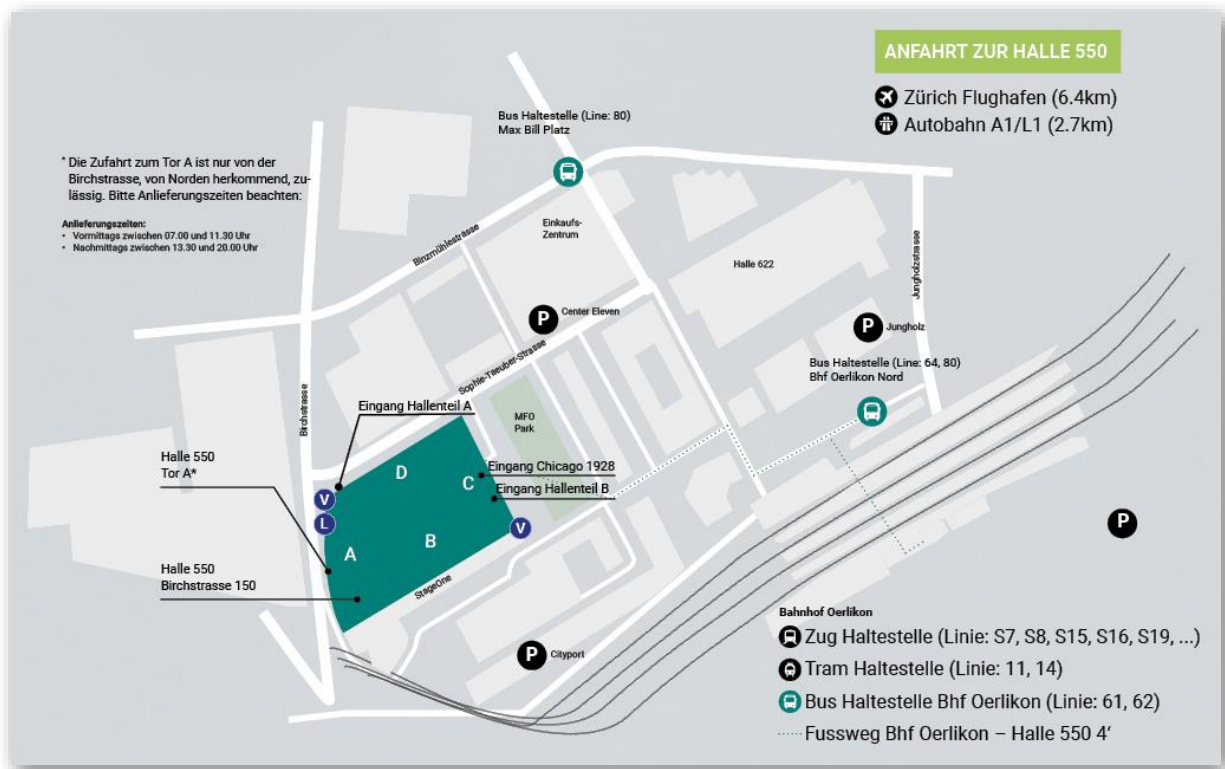 ANFAHRT ZUR HALLE 550
Zürich Flughafen (6.4km)
Autobahn A1/L1 (2.7km)
Bus Haltestelle (Line: 80)
Max Bill Platz
* Die Zufahrt zum Tor A ist nur von der
Birchstrasse, von Norden herkommend, zu-
lässig. Bitte Anlieferungszeiten beachten:
Anlieferungszeiten:
• Vormittags zwischen 07.00 und 11.30 Uhr
• Nachmittags zwischen 13.30 und 20.00 Uhr
Binzmühlestrasse
Einkaufs-
Zentrum
Halle 622
Jungholzstrasse
P
Center Eleven
P
Jungholz
Sophie-Taeuber-Strasse
Bus Haltestelle (Line: 64, 80)
Bhf Oerlikon Nord
Birchstrasse
Eingang Hallenteil A
MFO
Park
Halle 550
Tor A*
D
C
Eingang Chicago 1928
Eingang Hallenteil B
V
L
V
A
B
P
Halle 550
Birchstrasse 150
StageOne
P
Cityport
Bahnhof Oerlikon
Zug Haltestelle (Linie: S7, S8, S15, S16, S19, ...)
Tram Haltestelle (Linie: 11, 14)
Bus Haltestelle Bhf Oerlikon (Linie: 61, 62)
Fussweg Bhf Oerlikon – Halle 550 4‘